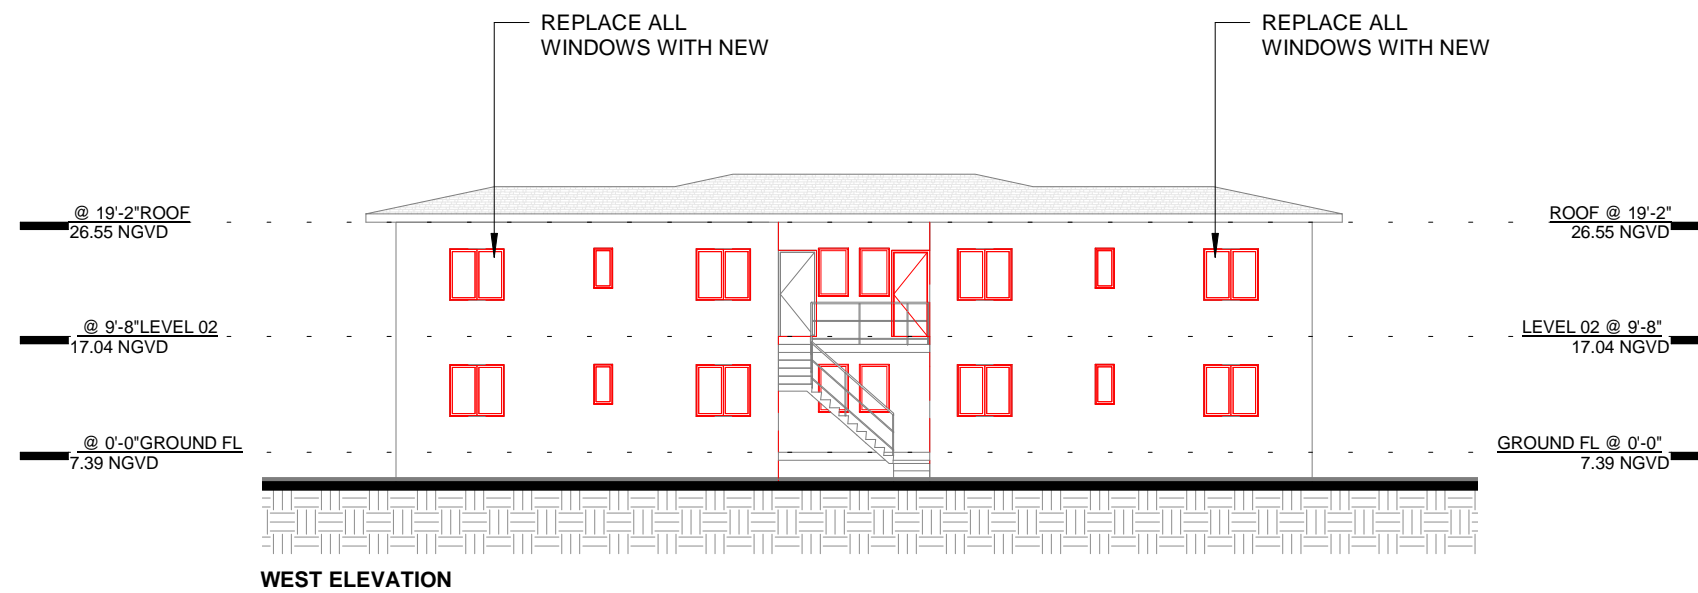 REPLACE ALL
WINDOWS WITH NEW
REPLACE ALL
WINDOWS WITH NEW
@ 19'-2"ROOF
26.55 NGVD
ROOF @ 19'-2"
26.55 NGVD
@ 9'-8"LEVEL 02
17.04 NGVD
LEVEL 02 @ 9'-8"
17.04 NGVD
@ 0'-0"GROUND FL
7.39 NGVD
GROUND FL @ 0'-0"
7.39 NGVD
WEST ELEVATION